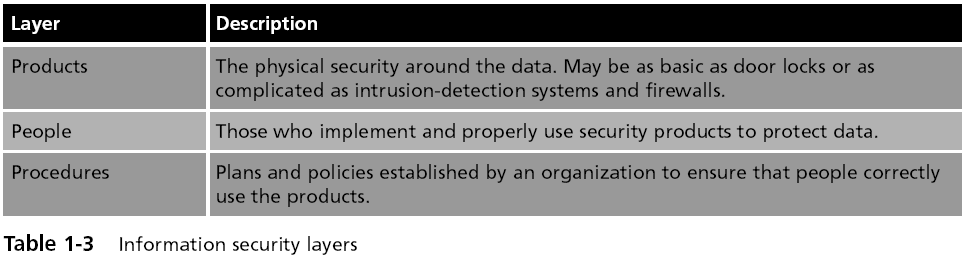 Layer Description
Products The physical security around the data. May be as basic as door locks or as
complicated as intrusion-detection systems and firewalls.
People Those who implement and properly use security products to protect data.
Procedures Plans and policies established by an organization to ensure that people correctly
use the products.
Table 1-3 Information security layers